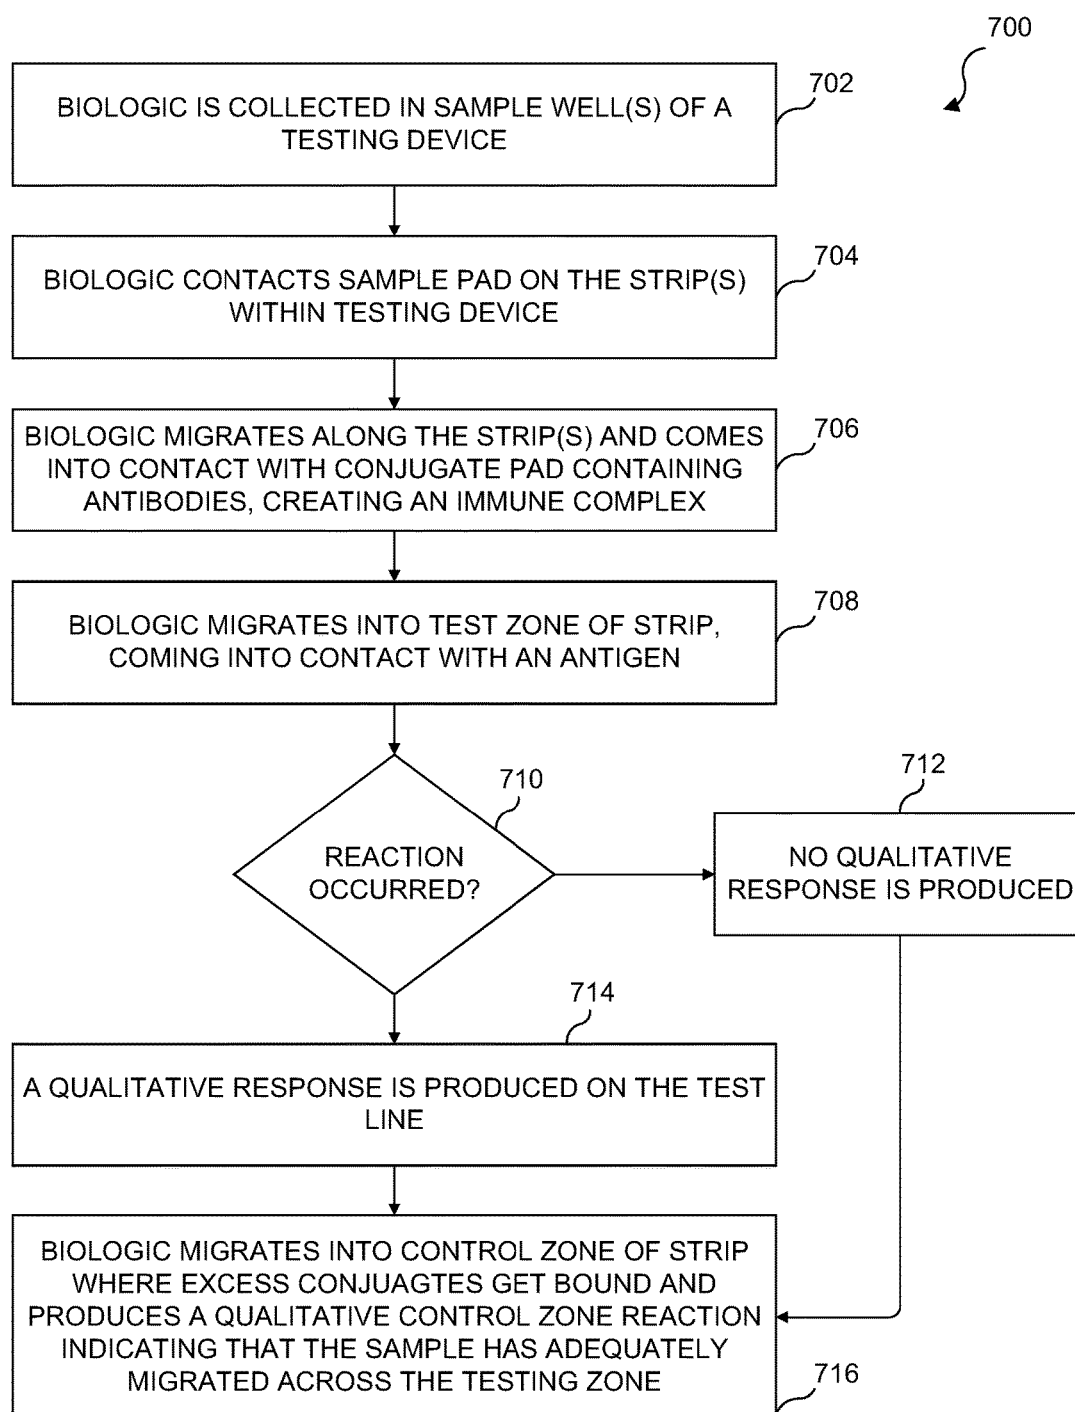 700
702
BIOLOGIC IS COLLECTED IN SAMPLE WELL(S) OF A
TESTING DEVICE
704
BIOLOGIC CONTACTS SAMPLE PAD ON THE STRIP(S)
WITHIN TESTING DEVICE
706
BIOLOGIC MIGRATES ALONG THE STRIP(S) AND COMES
INTO CONTACT WITH CONJUGATE PAD CONTAINING
ANTIBODIES, CREATING AN IMMUNE COMPLEX
708
BIOLOGIC MIGRATES INTO TEST ZONE OF STRIP,
COMING INTO CONTACT WITH AN ANTIGEN
710
REACTION
OCCURRED?
712
NO QUALITATIVE
RESPONSE IS PRODUCED
714
A QUALITATIVE RESPONSE IS PRODUCED ON THE TEST
LINE
BIOLOGIC MIGRATES INTO CONTROL ZONE OF STRIP
WHERE EXCESS CONJUAGTES GET BOUND AND
PRODUCES A QUALITATIVE CONTROL ZONE REACTION
INDICATING THAT THE SAMPLE HAS ADEQUATELY
MIGRATED ACROSS THE TESTING ZONE
716